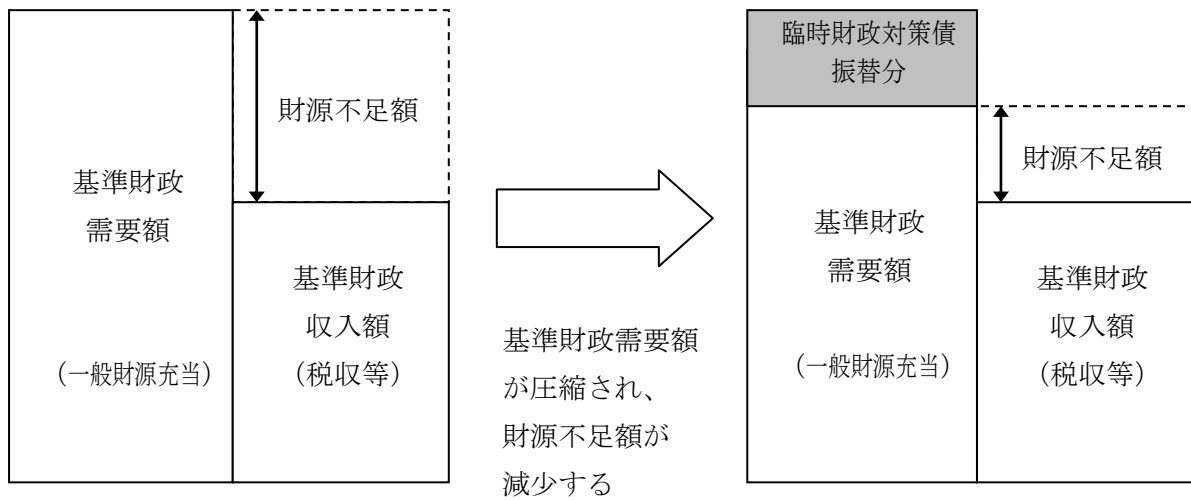 財源不足額
基準財政
需要額
（一般財源充当）
基準財政
収入額
（税収等）
基準財政需要額
が圧縮され、
財源不足額が
減少する
臨時財政対策債
振替分
財源不足額
基準財政
需要額
（一般財源充当）
基準財政
収入額
（税収等）